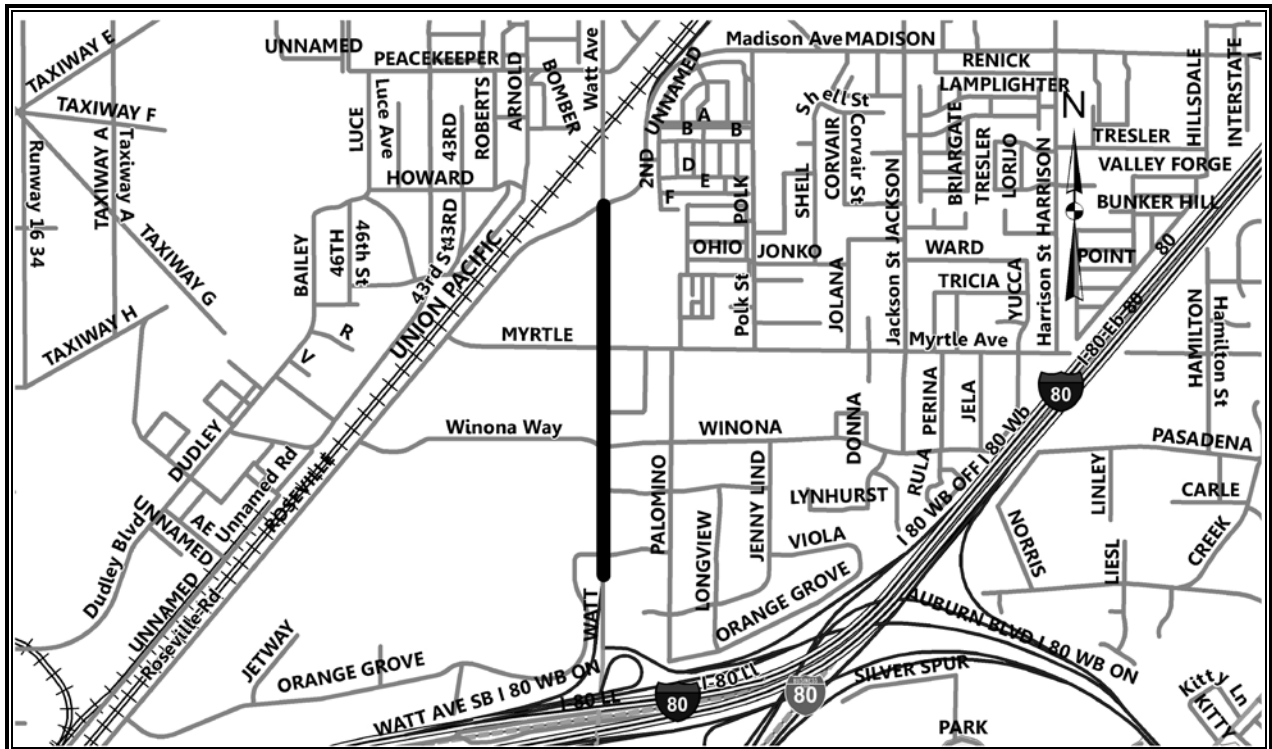 TAXIWAY E
UNNAMED
PEACEKEEPER
ARNOLD
BOMBER
Watt Ave
UNNAMED
Madison Ave
MADISON
RENICK
LAMPLIGHTER
HILLSDALE
INTERSTATE
TAXIWAY F
LUCE
Luce Ave
43RD
ROBERTS
A
B
B
Shell St
CORVAIR
Corvair St
N
TRESLER
VALLEY FORGE
BUNKER HILL
Runway 16 34
TAXIWAY A
Taxiway A
HOWARD
2ND
D
E
F
POLK
SHELL
JACKSON
BRIARGATE
TRESLER
LORIJO
HARRISON
TAXIWAY G
BAILEY
46TH
46th St
43RD
43rd St
UNION PACIFIC
OHIO
JONKO
WARD
POINT
80
TAXIWAY H
Polk St
JOLANA
Jackson St
TRICIA
YUCCA
Harrison St
HAMILTON
Hamilton St
R
V
MYRTLE
Myrtle Ave
I-80-Eb-80
80
Winona Way
WINONA
DONNA
PERINA
JELA
PASADENA
DUDLEY
Unnamed Rd
ROSEVILLE
AE
UNNAMED
Dudley Blvd
PALOMINO
LONGVIEW
JENNY LIND
LYNHURST
RULA
I 80 WB OFF I 80 Wb
VIOLA
NORRIS
LINLEY
LIESL
CARLE
CREEK
UNNAMED
Roseville Rd
WATT
ORANGE GROVE
JETWAY
ORANGE GROVE
AUBURN BLVD I 80 WB ON
WATT AVE SB I 80 WB ON
I-80 LL
I-80 LL
80
80
SILVER SPUR
PARK
Kitty Ln
KITTY